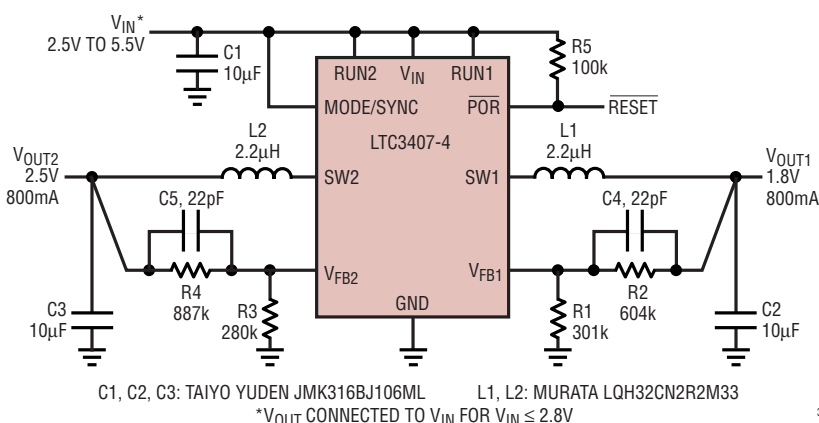 VIN*
2.5V TO 5.5V
C1
10µF
R5
100k
RUN2
VIN
RUN1
MODE/SYNC
POR
RESET
LTC3407-4
L2
2.2µH
L1
2.2µH
VOUT2
2.5V
800mA
SW2
SW1
VOUT1
1.8V
800mA
C5, 22pF
C4, 22pF
VFB2
VFB1
R4
887k
R2
604k
GND
C3
10µF
R3
280k
R1
301k
C2
10µF
C1, C2, C3: TAIYO YUDEN JMK316BJ106ML
L1, L2: MURATA LQH32CN2R2M33
*VOUT CONNECTED TO VIN FOR VIN ≤ 2.8V